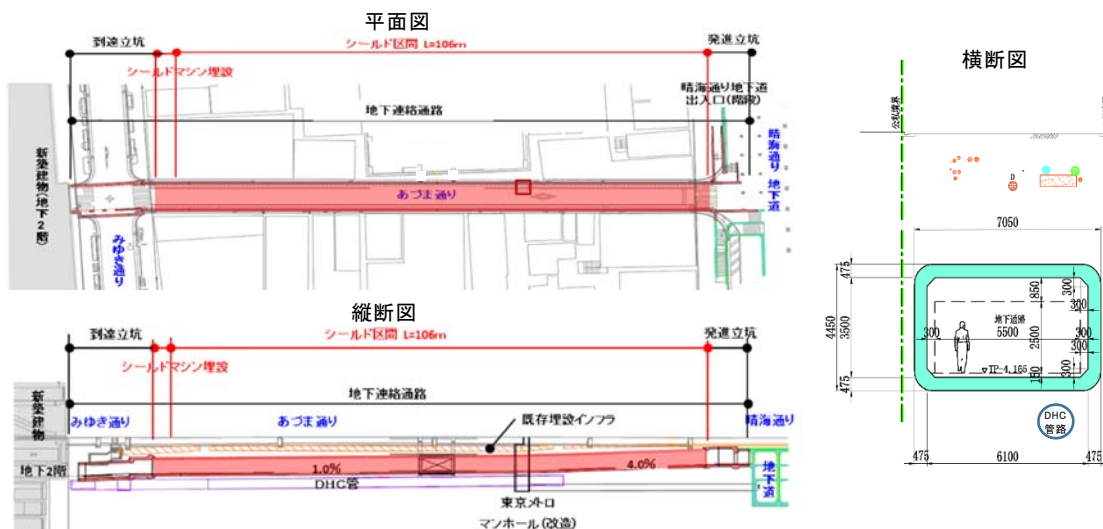 平面図
到達立坑
シールド区間 L=106m
発進立坑
シールドマシン埋設
地下連絡通路
晴海通り地下道
出入口(階段)
新築建物(地下2階)
みゆき通り
あづま通り
晴海通り 地下道
縦断図
到達立坑
シールド区間 L=106m
発進立坑
シールドマシン埋設
地下連絡通路
新築建物
みゆき通り
あづま通り
既存埋設インフラ
晴海通り
地下2階
1.0%
4.0%
DHC管
地下道
東京メトロ
マンホール(改造)
横断図
公私境界
D
7050
475
850
300
300
地下道路
4450
3500
300
5500
2500
300
300
TP-4.165
150
300
475
DHC
管路
475
6100
475